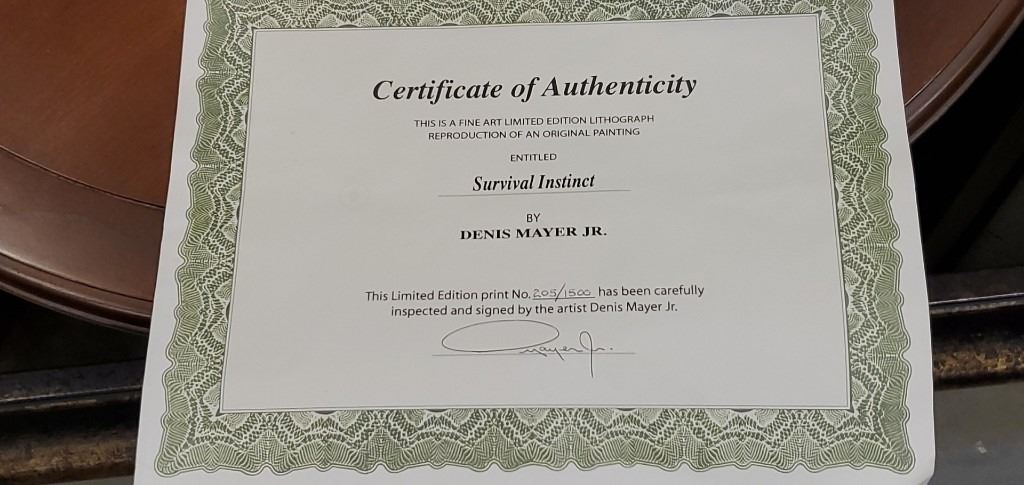 Certificate of Authenticity
THIS IS A FINE ART LIMITED EDITION LITHOGRAPH
REPRODUCTION OF AN ORIGINAL PAINTING
ENTITLED
Survival Instinct
BY
DENIS MAYER JR.
This Limited Edition print No. 205/1500 has been carefully
inspected and signed by the artist Denis Mayer Jr.
Mayer Jr.